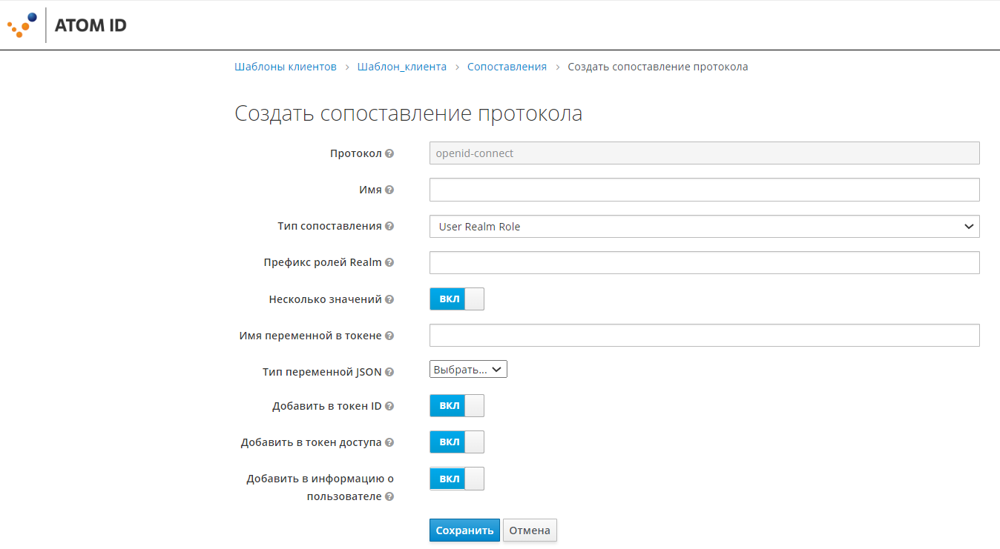 ATOM ID
Шаблоны клиентов > Шаблон_клиента > Сопоставления > Создать сопоставление протокола
Создать сопоставление протокола
Протокол ? openid-connect
Имя ?
Тип сопоставления ? User Realm Role
Префикс ролей Realm ?
Несколько значений ? ВКЛ
Имя переменной в токене ?
Тип переменной JSON ? Выбрать...
Добавить в токен ID ? ВКЛ
Добавить в токен доступа ? ВКЛ
Добавить в информацию о ВКЛ
пользователе ?
Сохранить Отмена